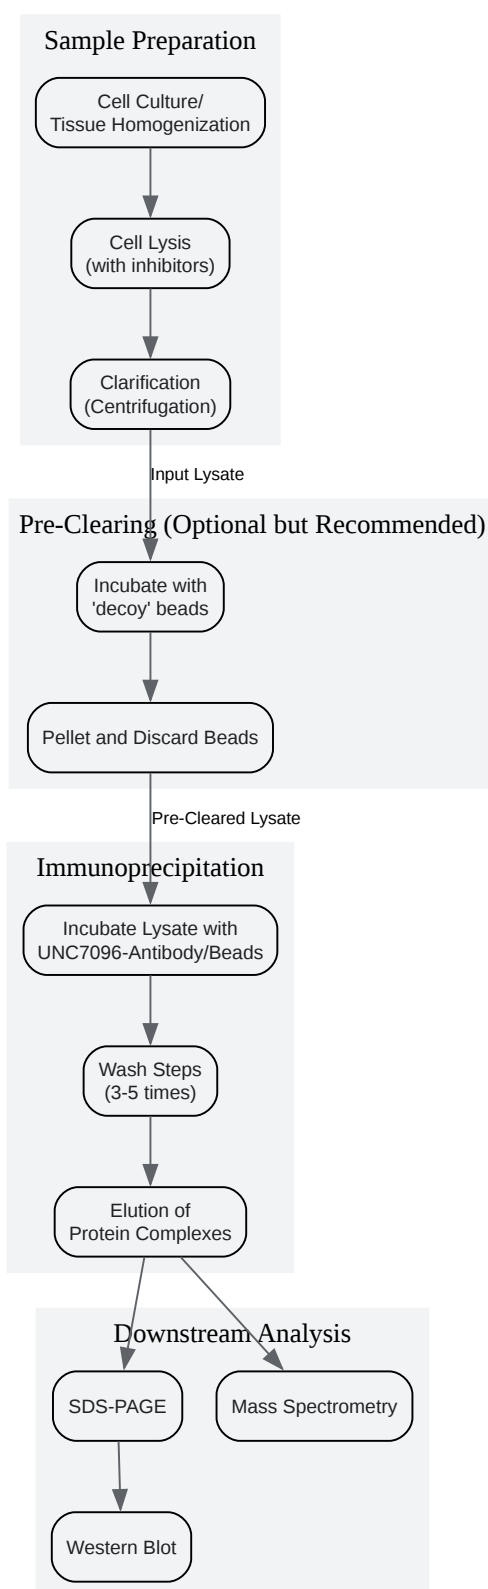 Sample Preparation
Cell Culture/
Tissue Homogenization
Cell Lysis
(with inhibitors)
Clarification
(Centrifugation)
Input Lysate
Pre-Clearing (Optional but Recommended)
Incubate with
'decoy' beads
Pellet and Discard Beads
Pre-Cleared Lysate
Immunoprecipitation
Incubate Lysate with
UNC7096-Antibody/Beads
Wash Steps
(3-5 times)
Elution of
Protein Complexes
Downstream Analysis
SDS-PAGE
Mass Spectrometry
Western Blot